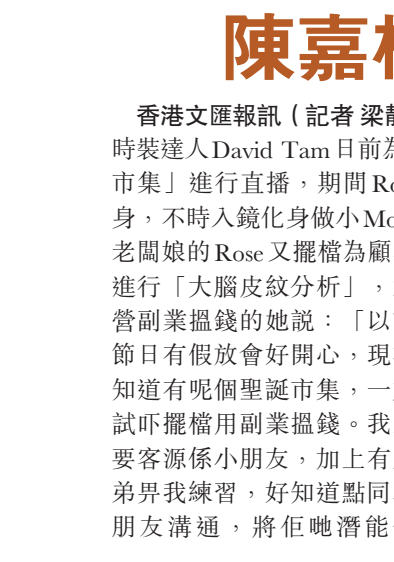 陳嘉
香港文匯報訊（記者 梁
時裝達人David Tam日前
市集」進行直播，期間R
身，不時入鏡化身做小Mo
老闆娘的Rose又擺檔為顧
進行「大腦皮紋分析」，
營副業搵錢的她說：「以
節日有假放會好開心，現
知道有呢個聖誕市集，一
試吓擺檔用副業搵錢。我
要客源係小朋友，加上有
弟畀我練習，好知道點同
朋友溝通，將佢哋潛能